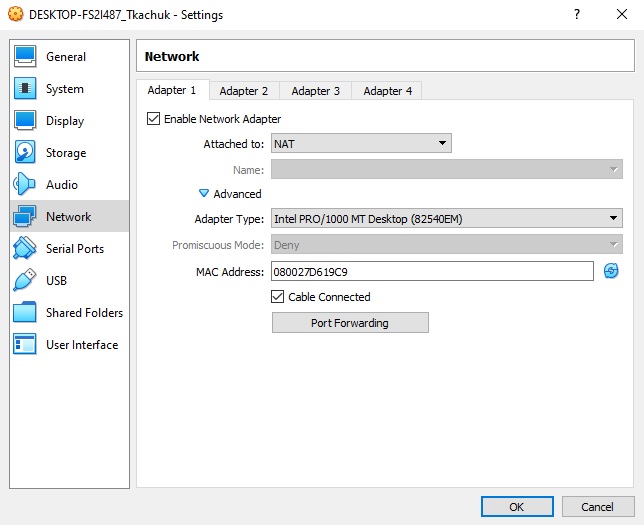 DESKTOP-FS2I487_Tkachuk - Settings
General
System
Display
Storage
Audio
Network
Serial Ports
USB
Shared Folders
User Interface
Network
Adapter 1 Adapter 2 Adapter 3 Adapter 4
Enable Network Adapter
Attached to: NAT
Name:
Advanced
Adapter Type: Intel PRO/1000 MT Desktop (82540EM)
Promiscuous Mode: Deny
MAC Address: 080027D619C9
Cable Connected
Port Forwarding
OK Cancel